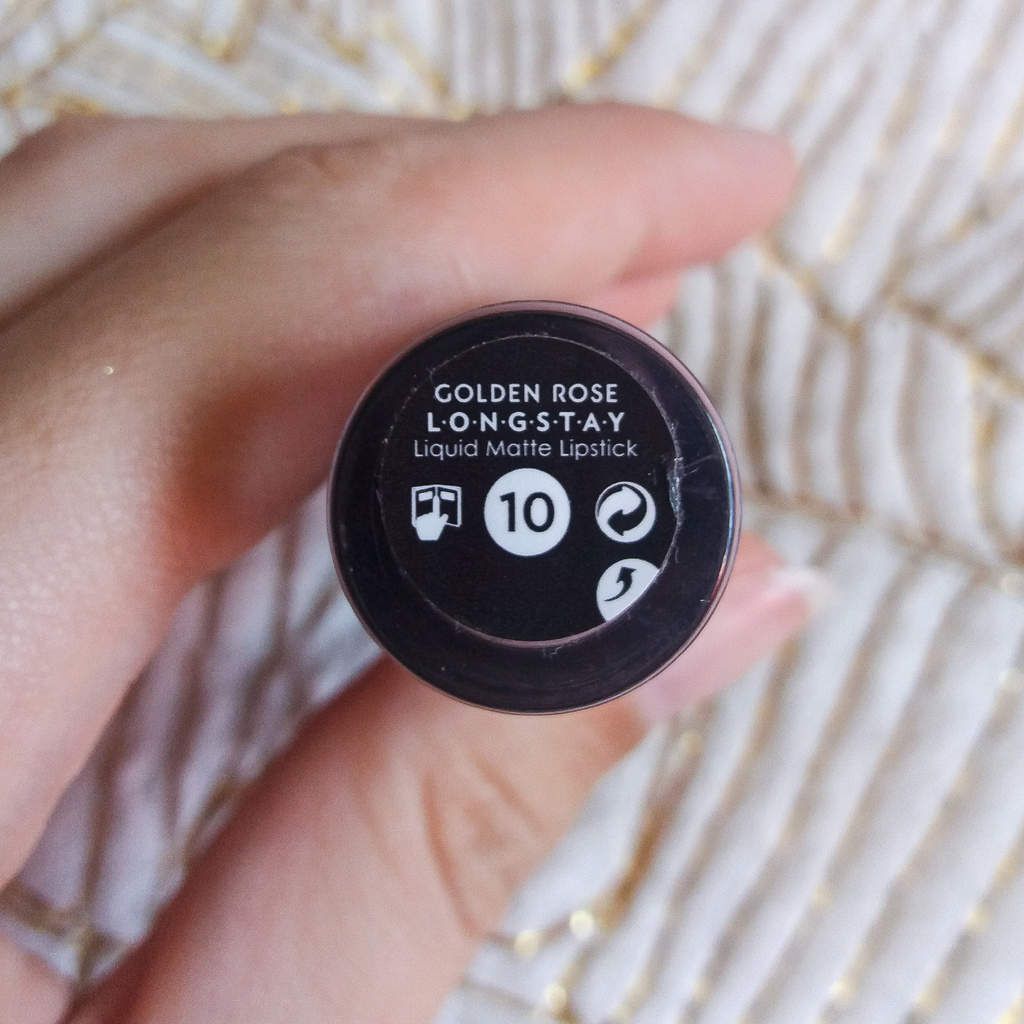 GOLDEN ROSE
L·O·N·G·S·T·A·Y
Liquid Matte Lipstick
10